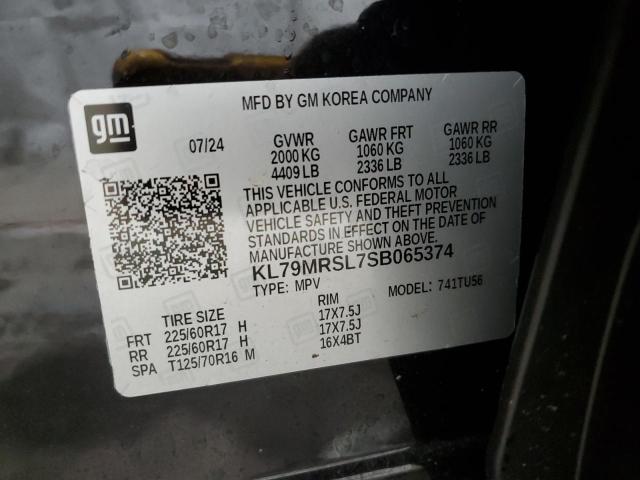 gm
MFD BY GM KOREA COMPANY
07/24 GVWR GAWR FRT GAWR RR
2000 KG 1060 KG 1060 KG
4409 LB 2336 LB 2336 LB
THIS VEHICLE CONFORMS TO ALL
APPLICABLE U.S. FEDERAL MOTOR
VEHICLE SAFETY AND THEFT PREVENTION
STANDARDS IN EFFECT ON THE DATE OF
MANUFACTURE SHOWN ABOVE.
KL79MRSL7SB065374
TYPE: MPV MODEL: 741TU56
TIRE SIZE RIM
FRT 225/60R17 H 17X7.5J
RR 225/60R17 H 17X7.5J
SPA T125/70R16 M 16X4BT